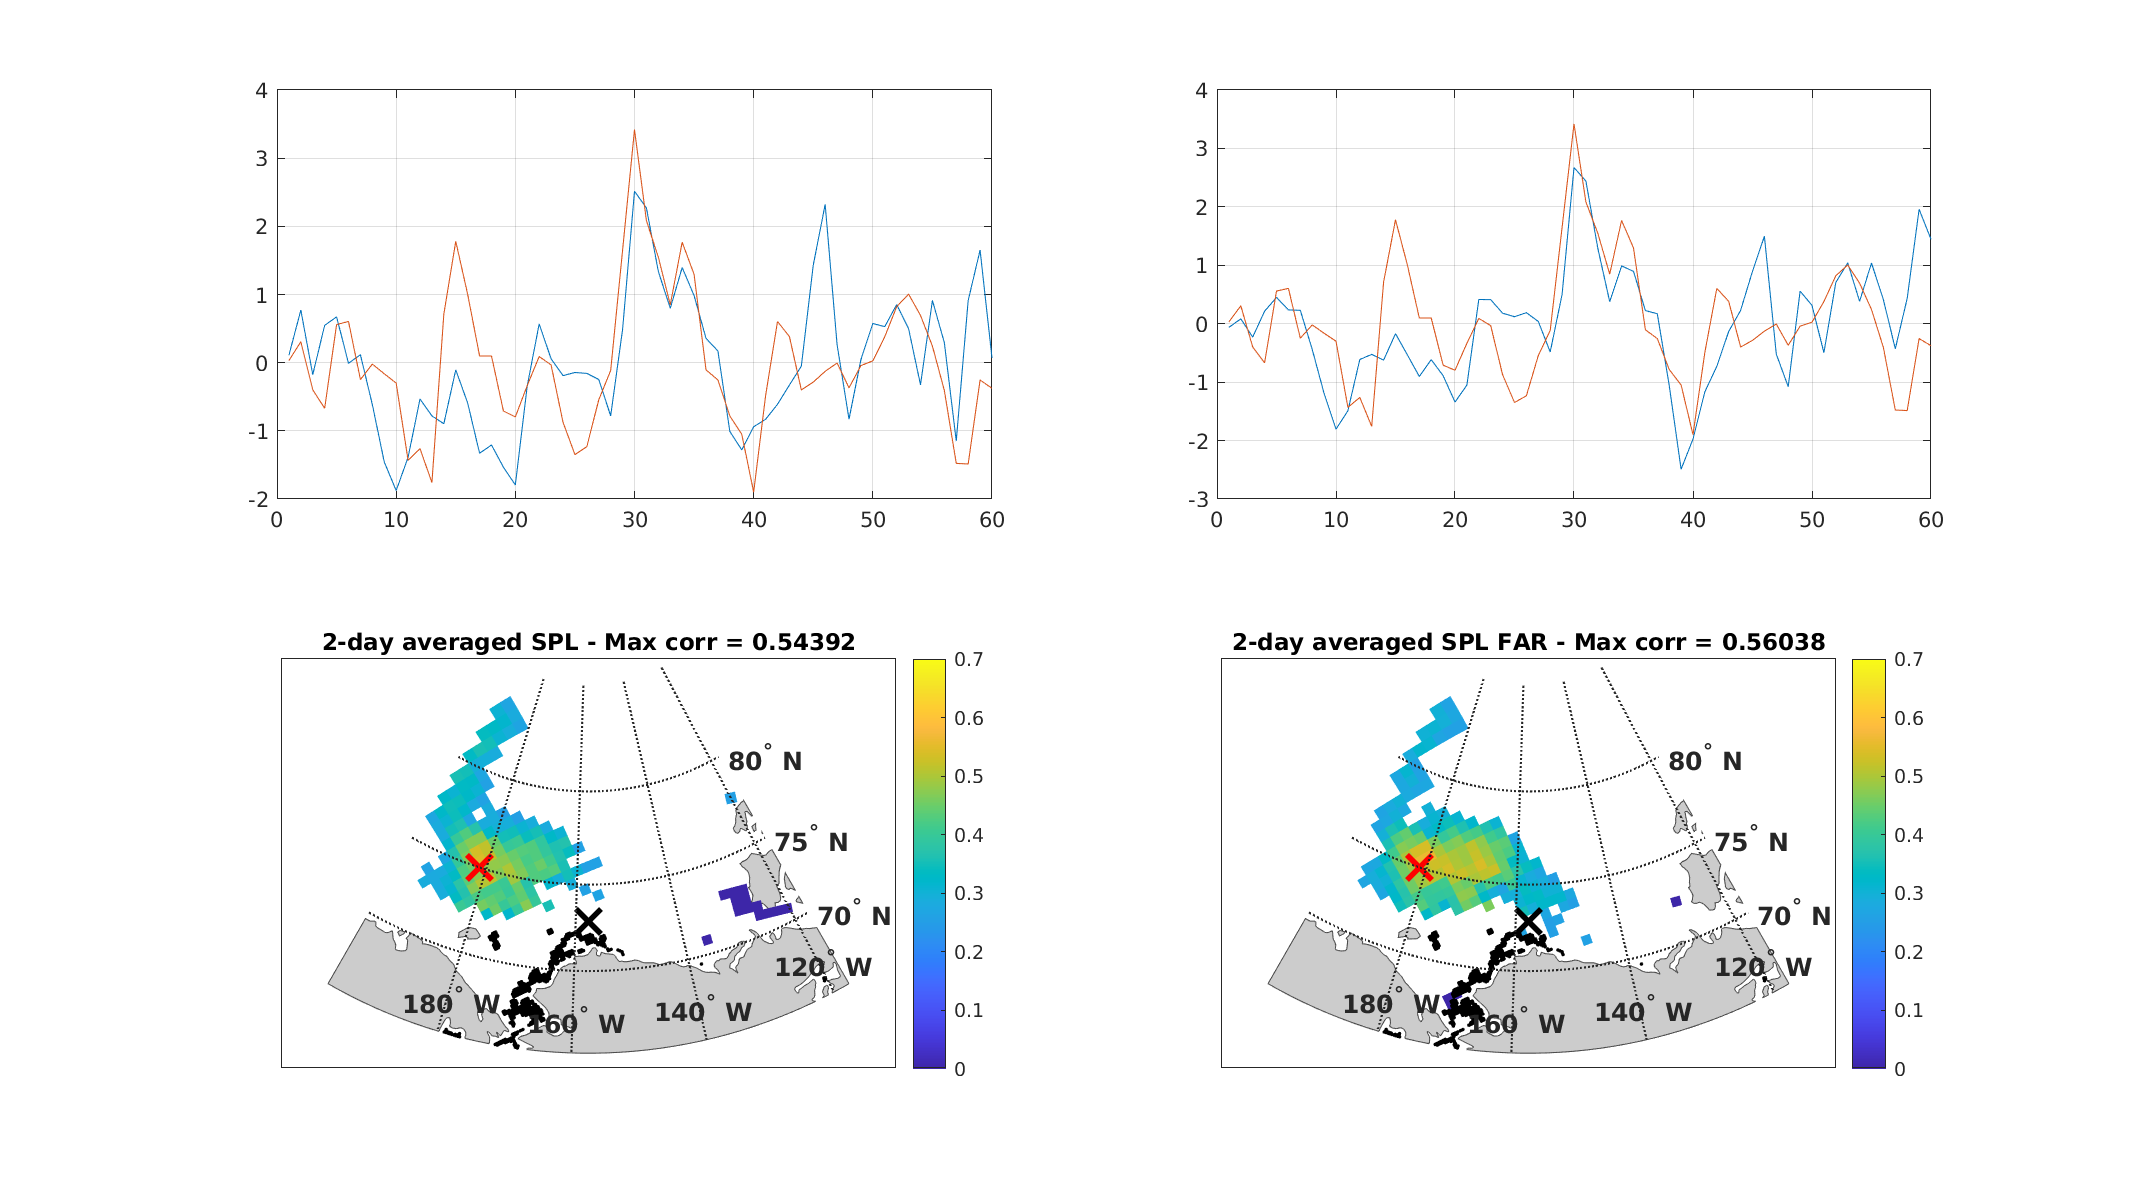 4
3
2
1
0
-1
-2
0 10 20 30 40 50 60
4
3
2
1
0
-1
-2
-3
0 10 20 30 40 50 60
2-day averaged SPL - Max corr = 0.54392
80° N
75° N
70° N
120° W
180° W
160° W
140° W
0.7
0.6
0.5
0.4
0.3
0.2
0.1
0
2-day averaged SPL FAR - Max corr = 0.56038
80° N
75° N
70° N
120° W
180° W
160° W
140° W
0.7
0.6
0.5
0.4
0.3
0.2
0.1
0